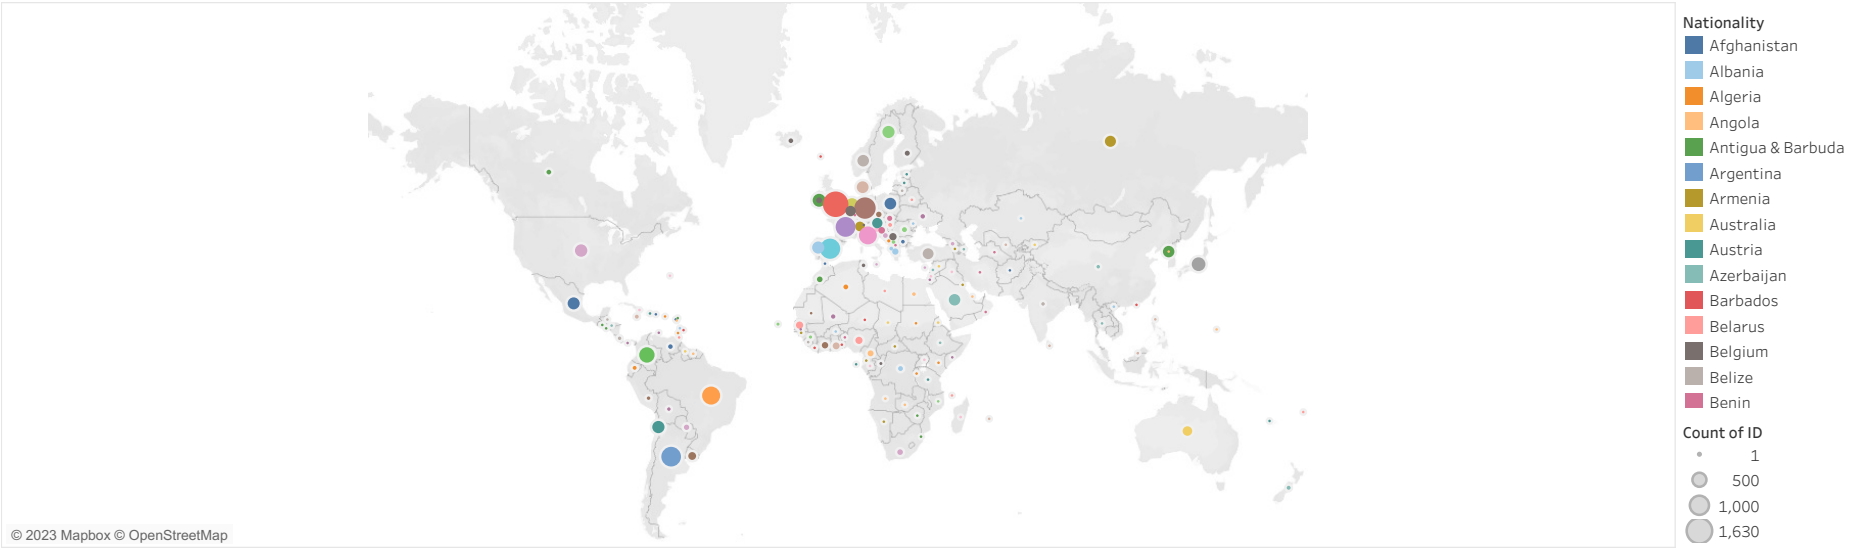 Nationality
Afghanistan
Albania
Algeria
Angola
Antigua & Barbuda
Argentina
Armenia
Australia
Austria
Azerbaijan
Barbados
Belarus
Belgium
Belize
Benin
Count of ID
1
500
1,000
1,630
© 2023 Mapbox © OpenStreetMap